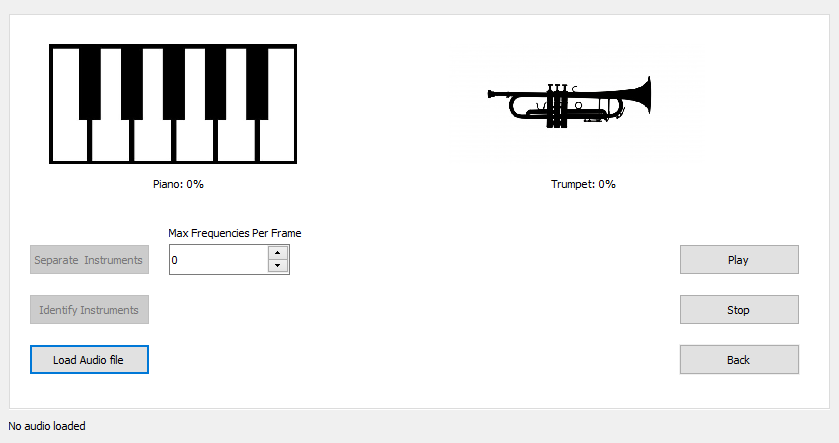 Piano: 0%
Trumpet: 0%
Max Frequencies Per Frame
Separate  Instruments
0
Play
Identify Instruments
Stop
Load Audio file
Back
No audio loaded